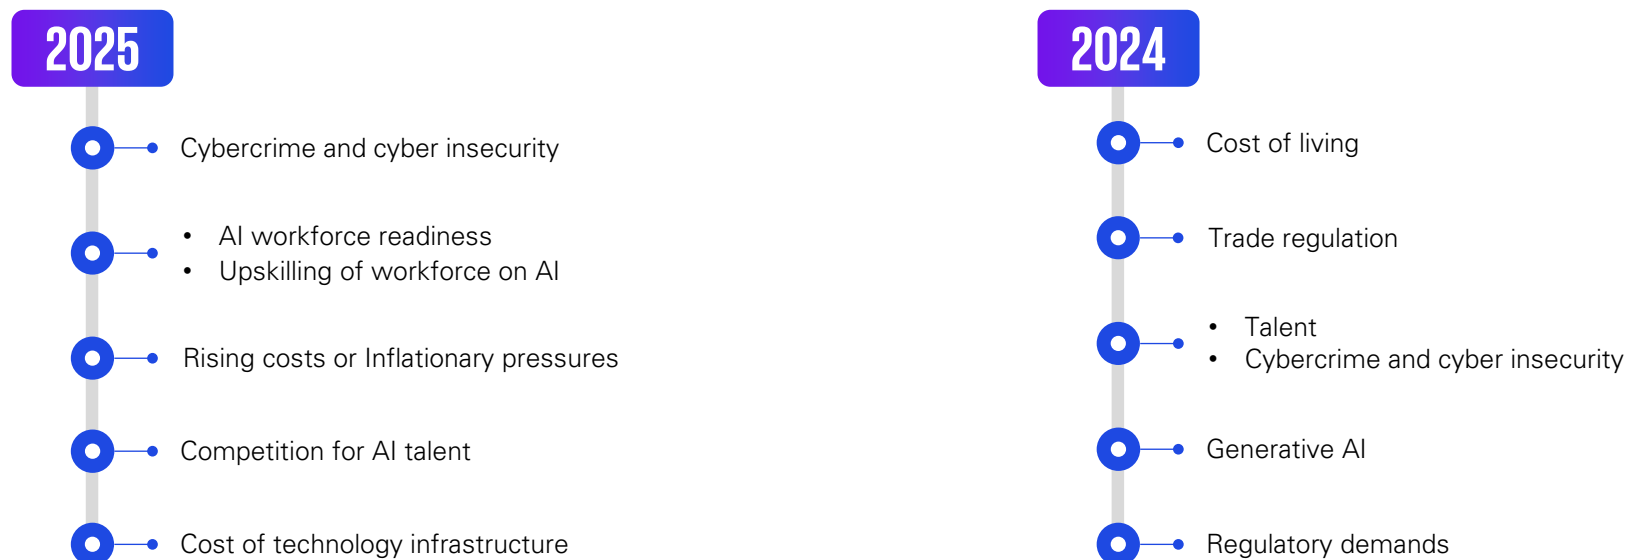 2025
Cybercrime and cyber insecurity
• AI workforce readiness
• Upskilling of workforce on AI
Rising costs or Inflationary pressures
Competition for AI talent
Cost of technology infrastructure
2024
Cost of living
Trade regulation
• Talent
• Cybercrime and cyber insecurity
Generative AI
Regulatory demands